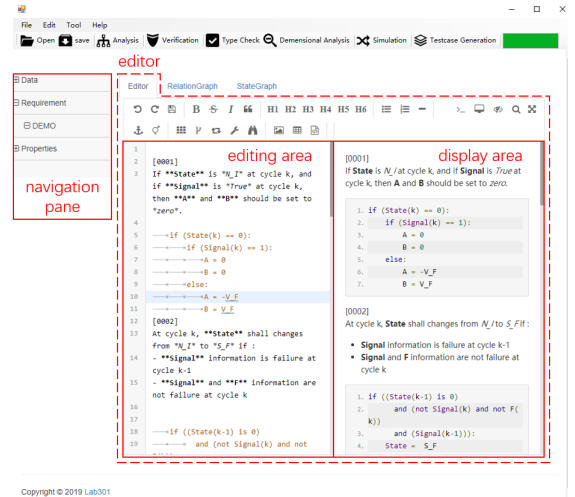 File Edit Tool Help
Open save Analysis Verification Type Check Demensional Analysis Simulation Testcase Generation
editor
Data
Requirement
DEMO
Properties
navigation
pane
Editor RelationGraph StateGraph
B S I H1 H2 H3 H4 H5 H6
editing area
1
2 [0001]
3 If **State** is *N_I* at cycle k, and
if **Signal** is *True* at cycle k,
then **A** and **B** should be set to
*zero*.
4
5 if (State(k) == 0):
6 if (Signal(k) == 1):
7 A = 0
8 B = 0
9 else:
10 A = -V_F
11 B = V_F
12 [0002]
13 At cycle k, **State** shall changes
from *N_I* to *S_F* if :
14 - **Signal** information is failure at
cycle k-1
15 - **Signal** and **F** information are
not failure at cycle k
16
17
18 if ((State(k-1) is 0)
19 and (not Signal(k) and not
display area
[0001]
If State is N_I at cycle k, and if Signal is True at
cycle k, then A and B should be set to zero.
1. if (State(k) == 0):
2. if (Signal(k) == 1):
3. A = 0
4. B = 0
5. else:
6. A = -V_F
7. B = V_F
[0002]
At cycle k, State shall changes from N_I to S_F if :
• Signal information is failure at cycle k-1
• Signal and F information are not failure at
cycle k
1. if ((State(k-1) is 0)
2. and (not Signal(k) and not F(
k))
3. and (Signal(k-1))):
4. State = S_F
Copyright © 2019 Lab301